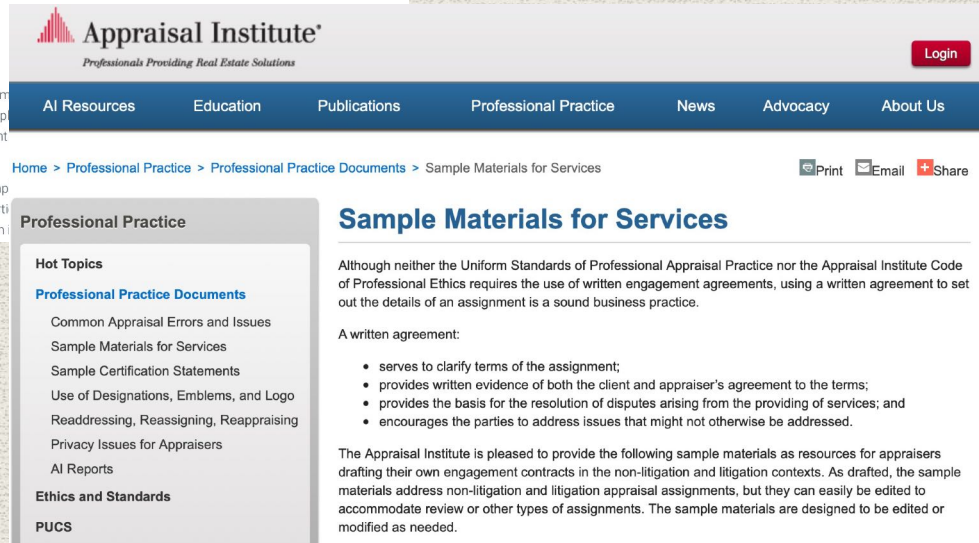 Appraisal Institute®
Professionals Providing Real Estate Solutions
Login
AI Resources Education Publications Professional Practice News Advocacy About Us
Home > Professional Practice > Professional Practice Documents > Sample Materials for Services
Print Email Share
Professional Practice
Hot Topics
Professional Practice Documents
Common Appraisal Errors and Issues
Sample Materials for Services
Sample Certification Statements
Use of Designations, Emblems, and Logo
Readdressing, Reassigning, Reappraising
Privacy Issues for Appraisers
AI Reports
Ethics and Standards
PUCS
Sample Materials for Services
Although neither the Uniform Standards of Professional Appraisal Practice nor the Appraisal Institute Code
of Professional Ethics requires the use of written engagement agreements, using a written agreement to set
out the details of an assignment is a sound business practice.
A written agreement:
• serves to clarify terms of the assignment;
• provides written evidence of both the client and appraiser's agreement to the terms;
• provides the basis for the resolution of disputes arising from the providing of services; and
• encourages the parties to address issues that might not otherwise be addressed.
The Appraisal Institute is pleased to provide the following sample materials as resources for appraisers
drafting their own engagement contracts in the non-litigation and litigation contexts. As drafted, the sample
materials address non-litigation and litigation appraisal assignments, but they can easily be edited to
accommodate review or other types of assignments. The sample materials are designed to be edited or
modified as needed.